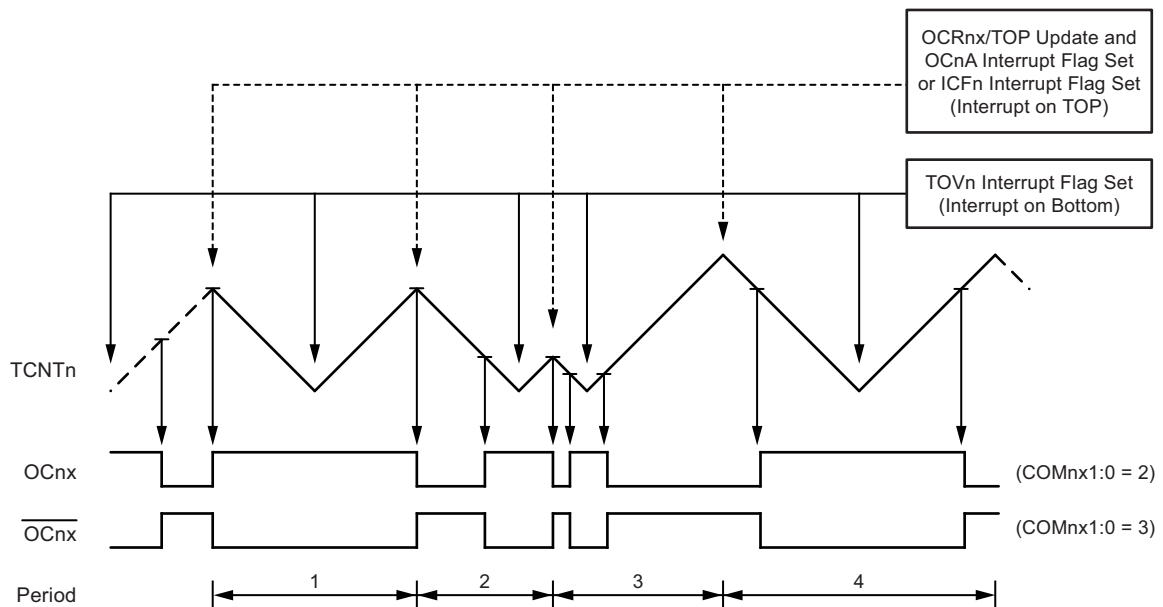 OCRnx/TOP Update and
OCnA Interrupt Flag Set
or ICFn Interrupt Flag Set
(Interrupt on TOP)
TOVn Interrupt Flag Set
(Interrupt on Bottom)
TCNTn
OCnx
(COMnx1:0 = 2)
OCnx
(COMnx1:0 = 3)
Period
1
2
3
4